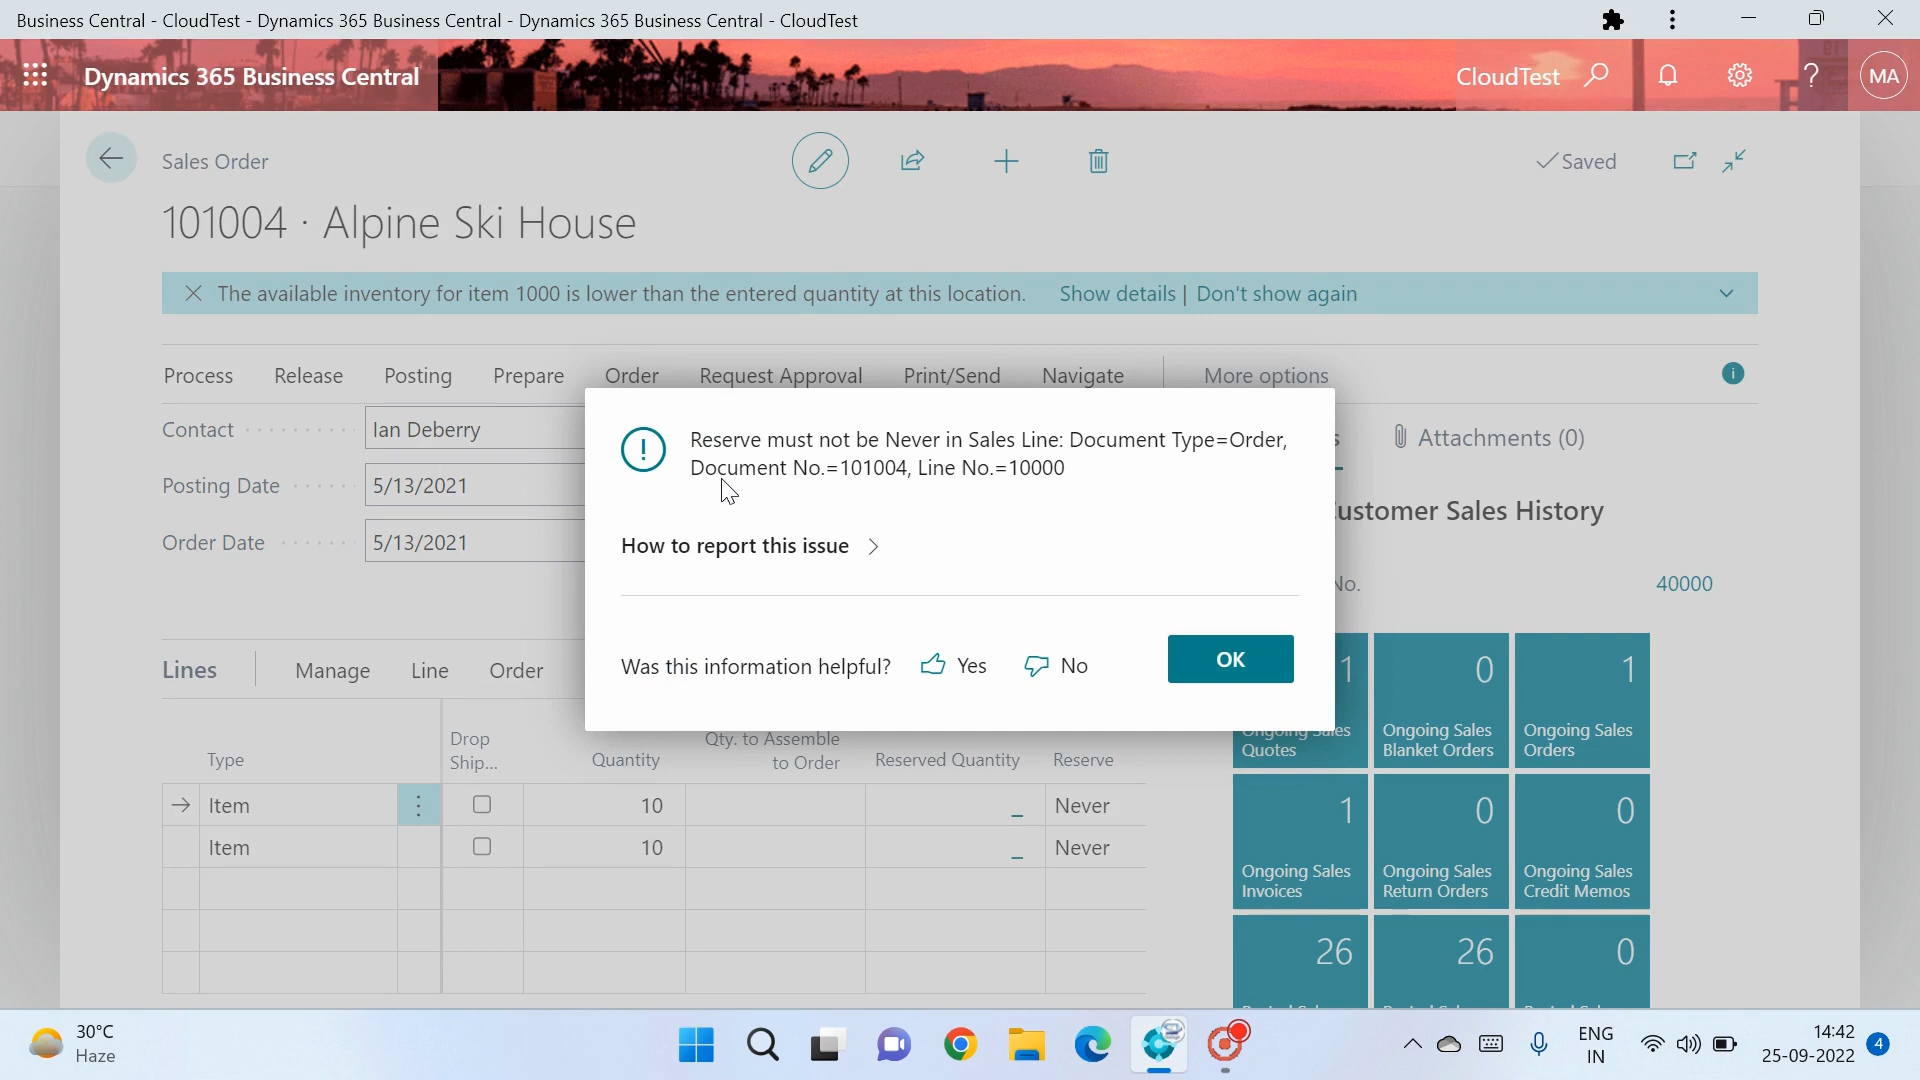 Business Central - CloudTest - Dynamics 365 Business Central - Dynamics 365 Business Central - CloudTest
Dynamics 365 Business Central
CloudTest
?
MA
Sales Order
Saved
101004 · Alpine Ski House
The available inventory for item 1000 is lower than the entered quantity at this location. Show details | Don't show again
Process Release Posting Prepare Order Request Approval Print/Send Navigate More options
Contact
Ian Deberry
Posting Date
5/13/2021
Order Date
5/13/2021
Attachments (0)
ustomer Sales History
No.
40000
Reserve must not be Never in Sales Line: Document Type=Order,
Document No.=101004, Line No.=10000
How to report this issue
Was this information helpful? Yes No
OK
Lines Manage Line Order
Type
Drop
Ship...
Quantity
Qty. to Assemble
to Order
Reserved Quantity
Reserve
Item 10 _ Never
Item 10 _ Never
1
Ongoing Sales
Quotes
0
Ongoing Sales
Blanket Orders
1
Ongoing Sales
Orders
1
Ongoing Sales
Invoices
0
Ongoing Sales
Return Orders
0
Ongoing Sales
Credit Memos
26
26
0
30°C
Haze
ENG
IN
14:42
25-09-2022
4